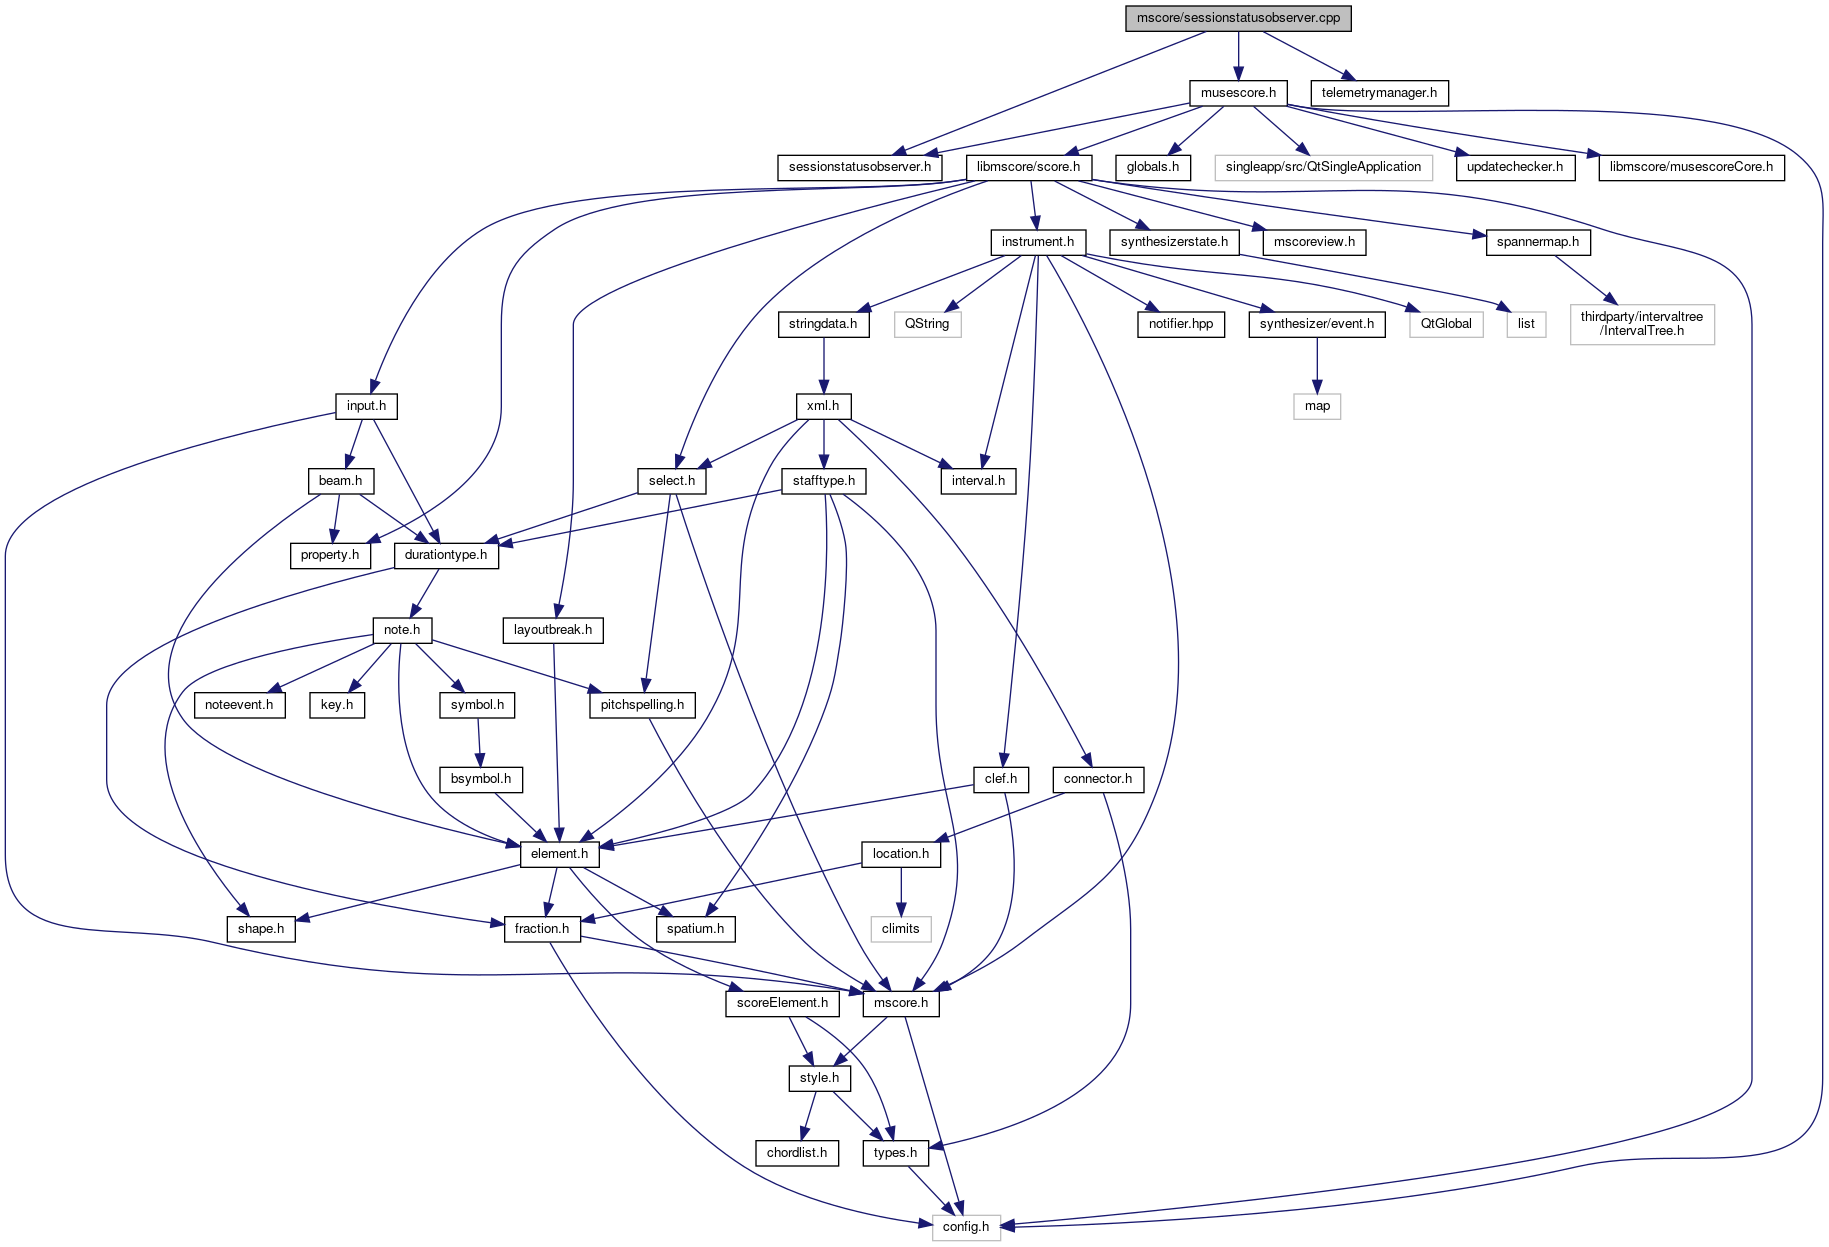 mscore/sessionstatusobserver.cpp
musescore.h
telemetrymanager.h
sessionstatusobserver.h
libmscore/score.h
globals.h
singleapp/src/QtSingleApplication
updatechecker.h
libmscore/musescoreCore.h
instrument.h
synthesizerstate.h
mscoreview.h
spannermap.h
stringdata.h
QString
notifier.hpp
synthesizer/event.h
QtGlobal
list
thirdparty/intervaltree
/IntervalTree.h
input.h
xml.h
map
beam.h
select.h
stafftype.h
interval.h
property.h
durationtype.h
note.h
layoutbreak.h
noteevent.h
key.h
symbol.h
pitchspelling.h
bsymbol.h
clef.h
connector.h
element.h
location.h
shape.h
fraction.h
spatium.h
climits
scoreElement.h
mscore.h
style.h
chordlist.h
types.h
config.h